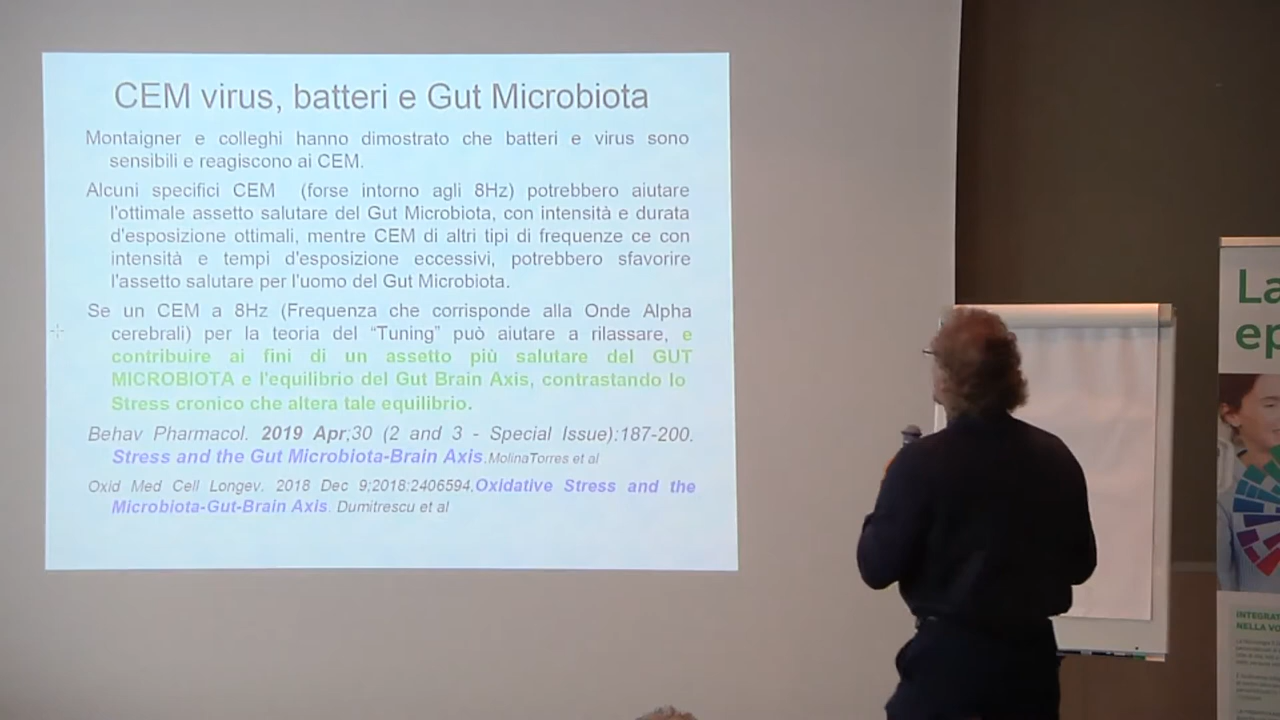 CEM virus, batteri e Gut Microbiota
Montaigner e colleghi hanno dimostrato che batteri e virus sono
sensibili e reagiscono ai CEM.
Alcuni specifici CEM (forse intorno agli 8Hz) potrebbero aiutare
l'ottimale assetto salutare del Gut Microbiota, con intensità e durata
d'esposizione ottimali, mentre CEM di altri tipi di frequenze ce con
intensità e tempi d'esposizione eccessivi, potrebbero sfavorire
l'assetto salutare per l'uomo del Gut Microbiota.
Se un CEM a 8Hz (Frequenza che corrisponde alla Onde Alpha
cerebrali) per la teoria del “Tuning” può aiutare a rilassare, e
contribuire ai fini di un assetto più salutare del GUT
MICROBIOTA e l'equilibrio del Gut Brain Axis, contrastando lo
Stress cronico che altera tale equilibrio.
Behav Pharmacol. 2019 Apr;30 (2 and 3 - Special Issue):187-200.
Stress and the Gut Microbiota-Brain Axis.MolinaTorres et al
Oxid Med Cell Longev. 2018 Dec 9;2018:2406594.Oxidative Stress and the
Microbiota-Gut-Brain Axis. Dumitrescu et al
La
ep
INTEGRAT
NELLA VO